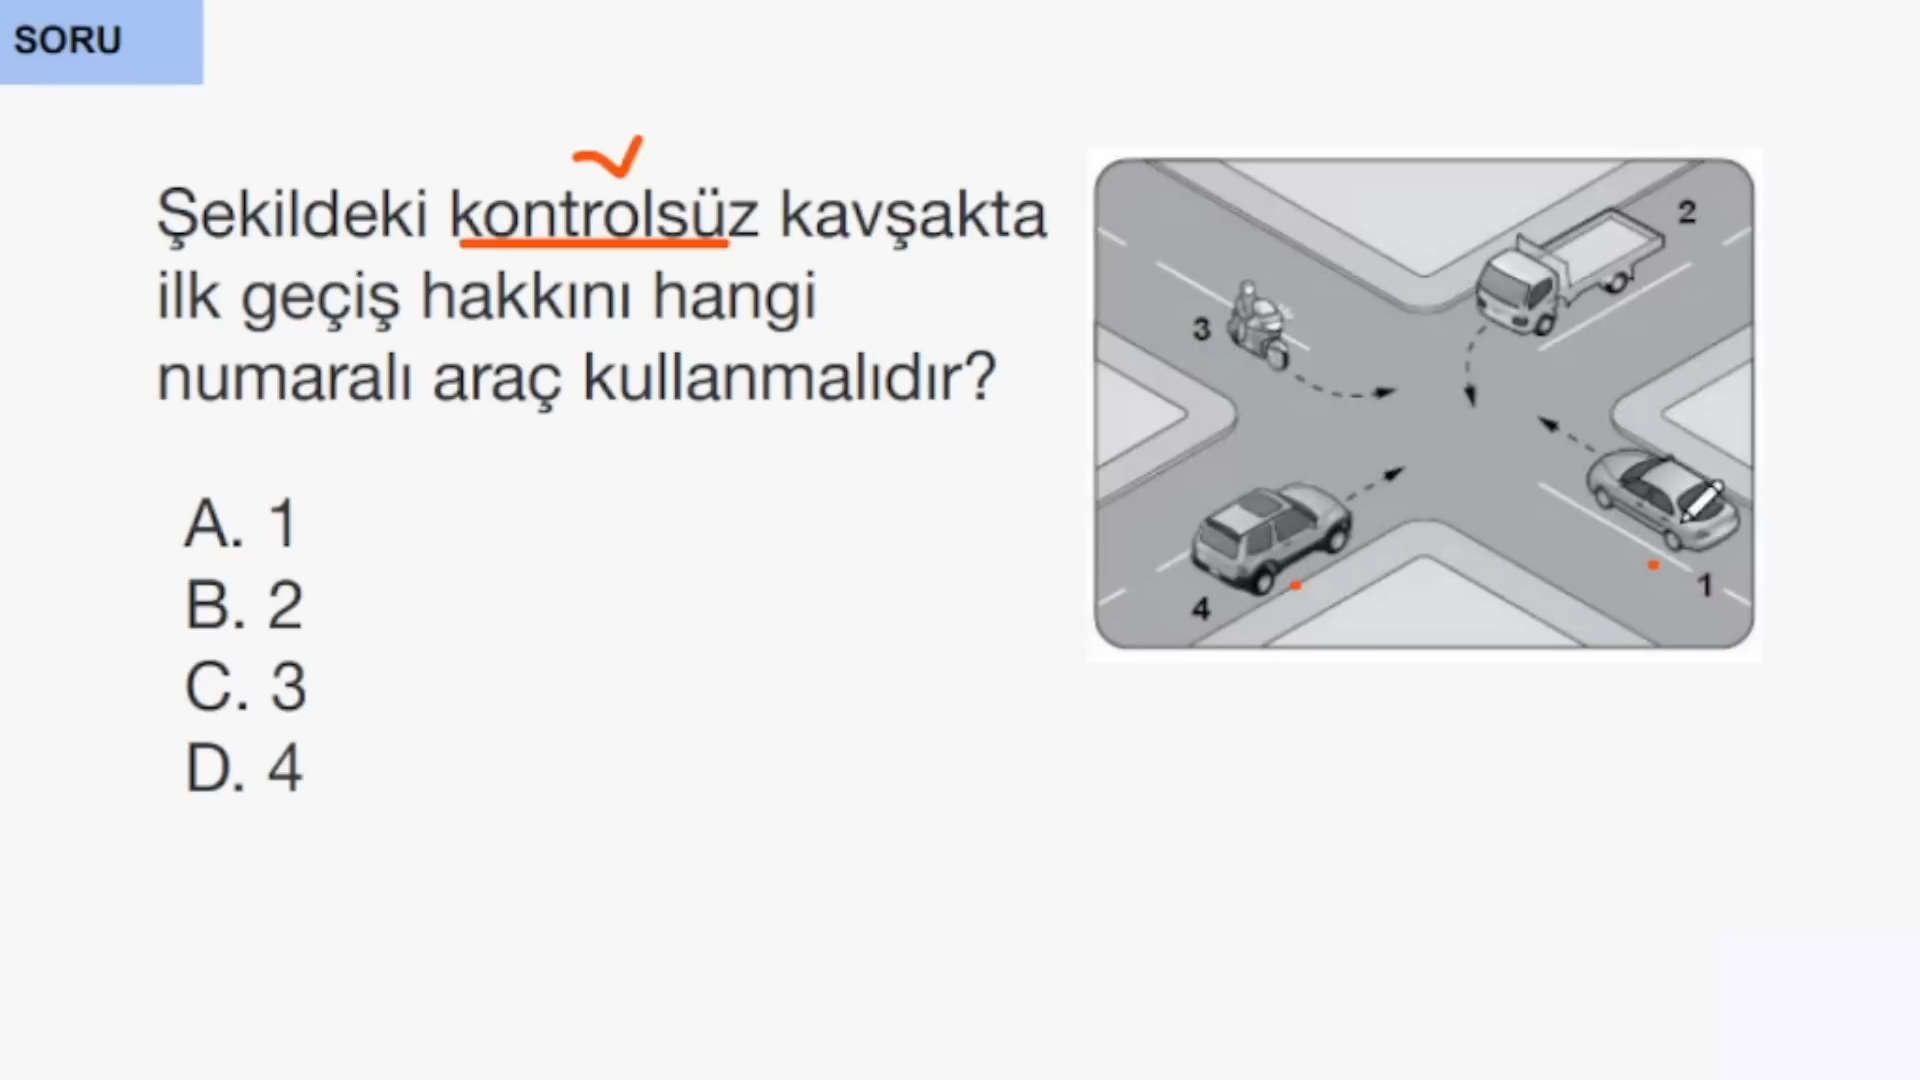 SORU
Şekildeki kontrolsüz kavşakta
ilk geçiş hakkını hangi
numaralı araç kullanmalıdır?
A. 1
B. 2
C. 3
D. 4
2
3
1
4